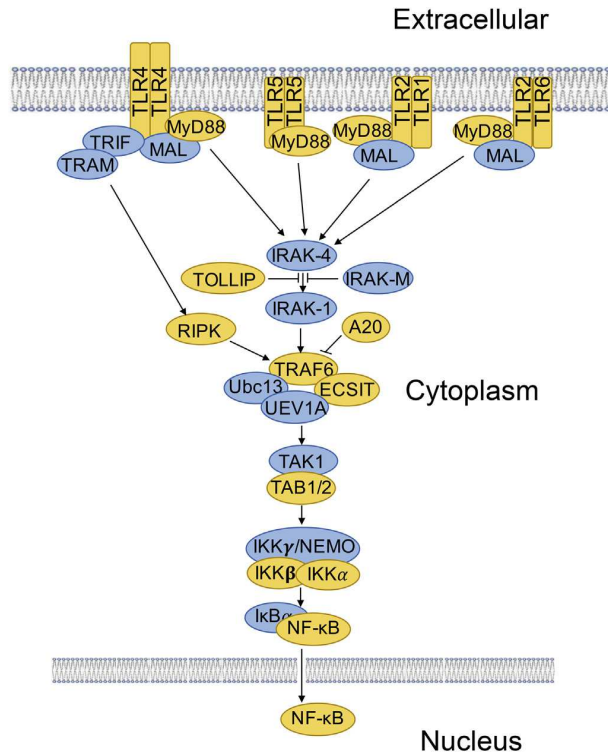 Extracellular
TLR4
TLR4
TLR5
TLR5
TLR2
TLR1
TLR2
TLR6
MyD88
TRIF
MAL
TRAM
MyD88
MyD88
MAL
MyD88
MAL
IRAK-4
TOLLIP
IRAK-M
IRAK-1
RIPK
A20
TRAF6
Ubc13
ECSIT
UEV1A
Cytoplasm
TAK1
TAB1/2
IKKγ/NEMO
IKKβ
IKKα
IκBα
NF-κB
NF-κB
Nucleus